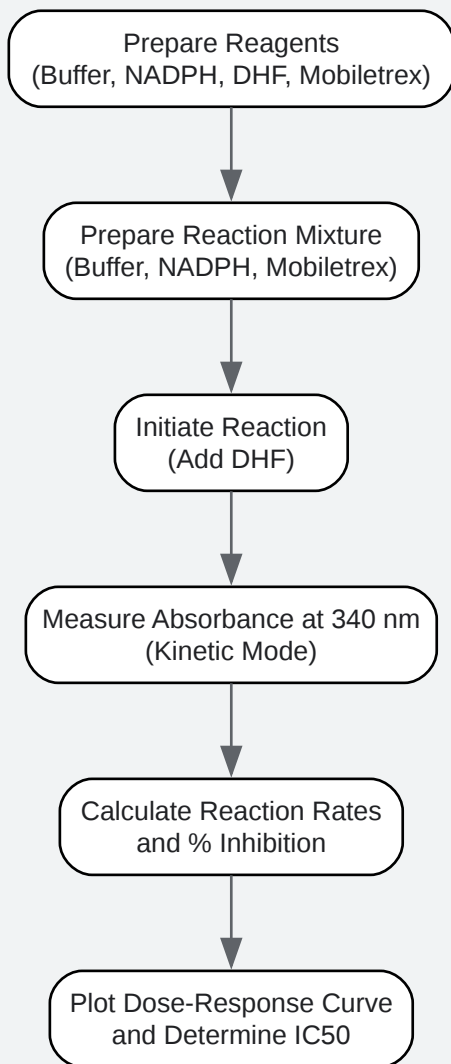 Prepare Reagents
(Buffer, NADPH, DHF, Mobiletrex)
Prepare Reaction Mixture
(Buffer, NADPH, Mobiletrex)
Initiate Reaction
(Add DHF)
Measure Absorbance at 340 nm
(Kinetic Mode)
Calculate Reaction Rates
and % Inhibition
Plot Dose-Response Curve
and Determine IC50